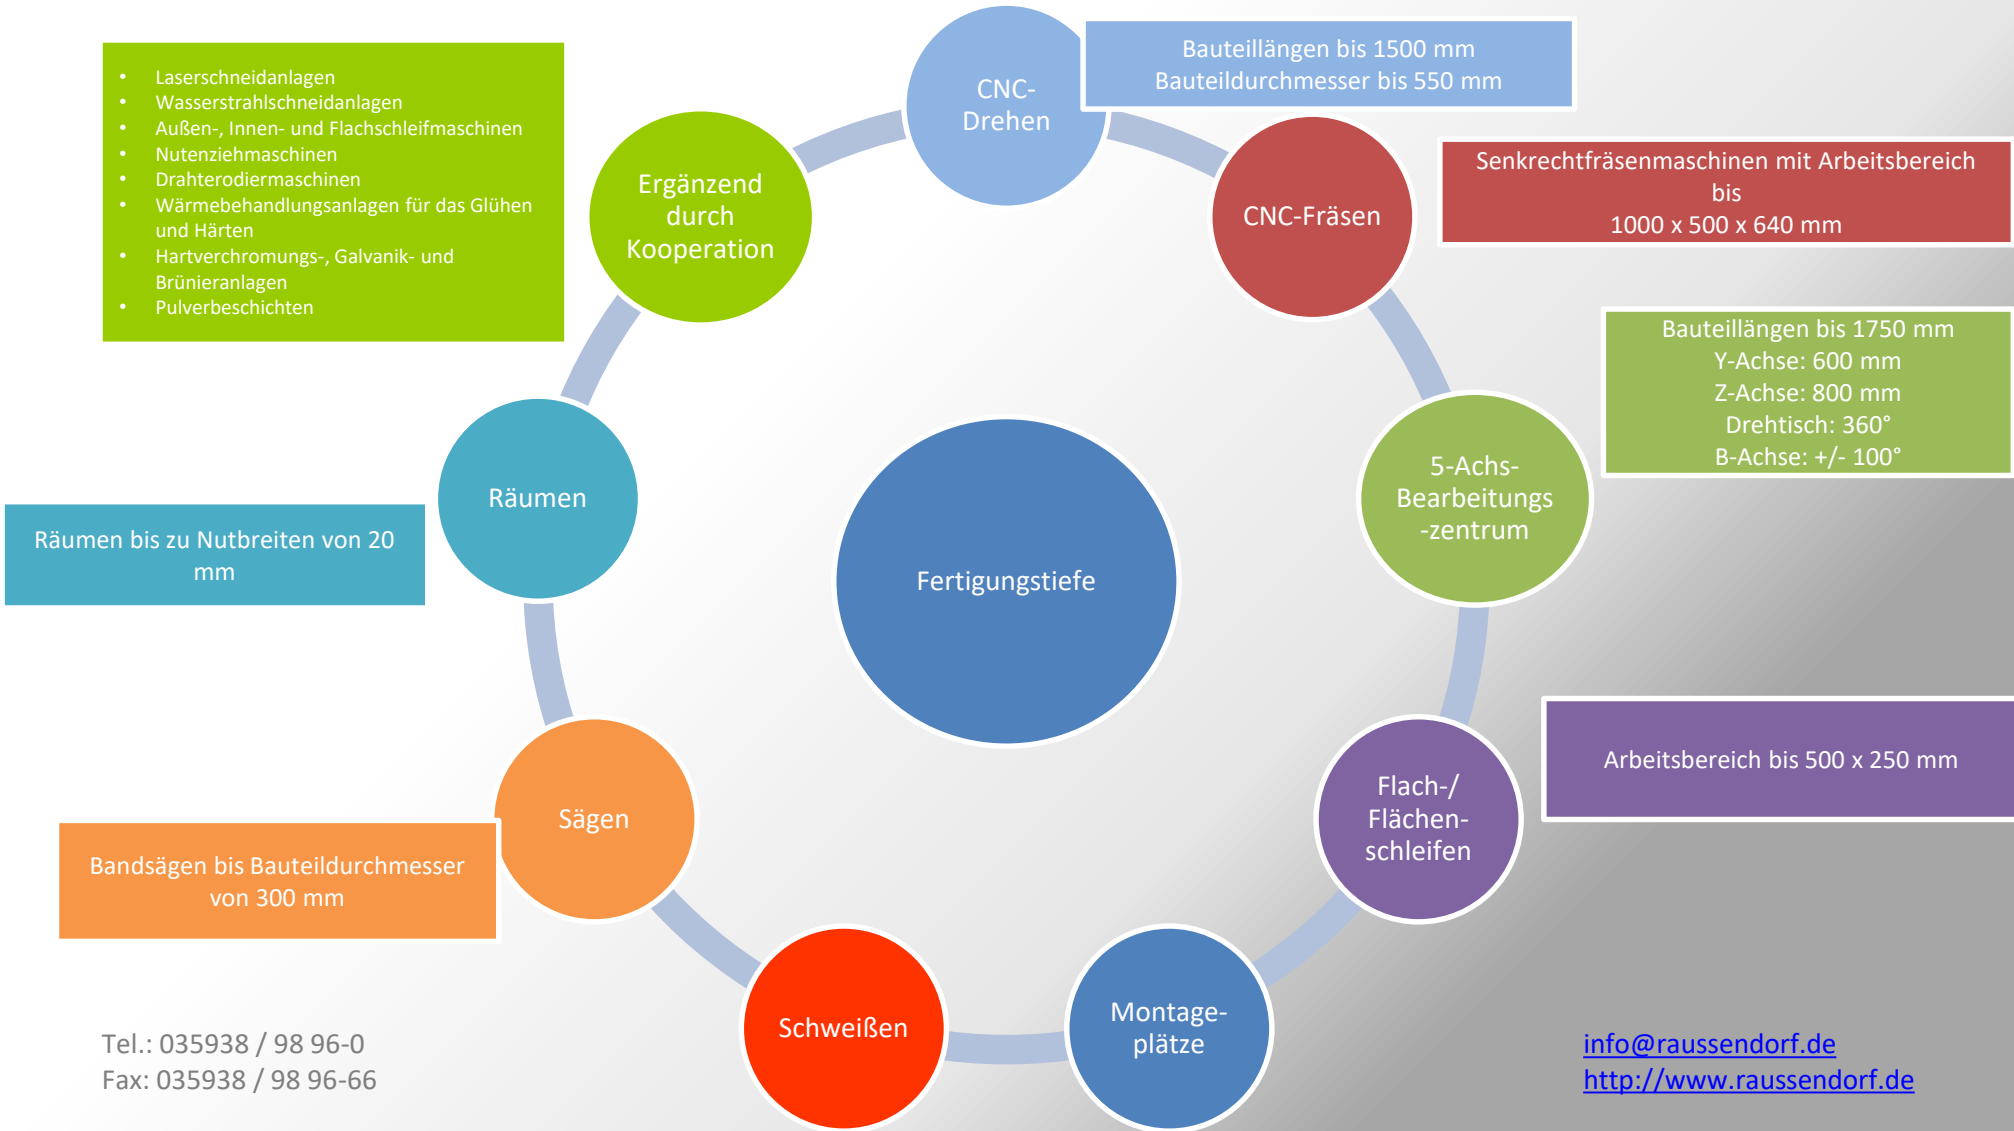 CNC-
Drehen
Bauteillängen bis 1500 mm
Bauteildurchmesser bis 550 mm
CNC-Fräsen
Senkrechtfräsenmaschinen mit Arbeitsbereich
bis
1000 x 500 x 640 mm
5-Achs-
Bearbeitungs
-zentrum
Bauteillängen bis 1750 mm
Y-Achse: 600 mm
Z-Achse: 800 mm
Drehtisch: 360°
B-Achse: +/- 100°
Flach-/
Flächen-
schleifen
Arbeitsbereich bis 500 x 250 mm
Montage-
plätze
Schweißen
Sägen
Bandsägen bis Bauteildurchmesser
von 300 mm
Räumen
Räumen bis zu Nutbreiten von 20
mm
Ergänzend
durch
Kooperation
• Laserschneidanlagen
• Wasserstrahlschneidanlagen
• Außen-, Innen- und Flachschleifmaschinen
• Nutenziehmaschinen
• Drahterodiermaschinen
• Wärmebehandlungsanlagen für das Glühen
und Härten
• Hartverchromungs-, Galvanik- und
Brünieranlagen
• Pulverbeschichten
Fertigungstiefe
Tel.: 035938 / 98 96-0
Fax: 035938 / 98 96-66
info@raussendorf.de
http://www.raussendorf.de